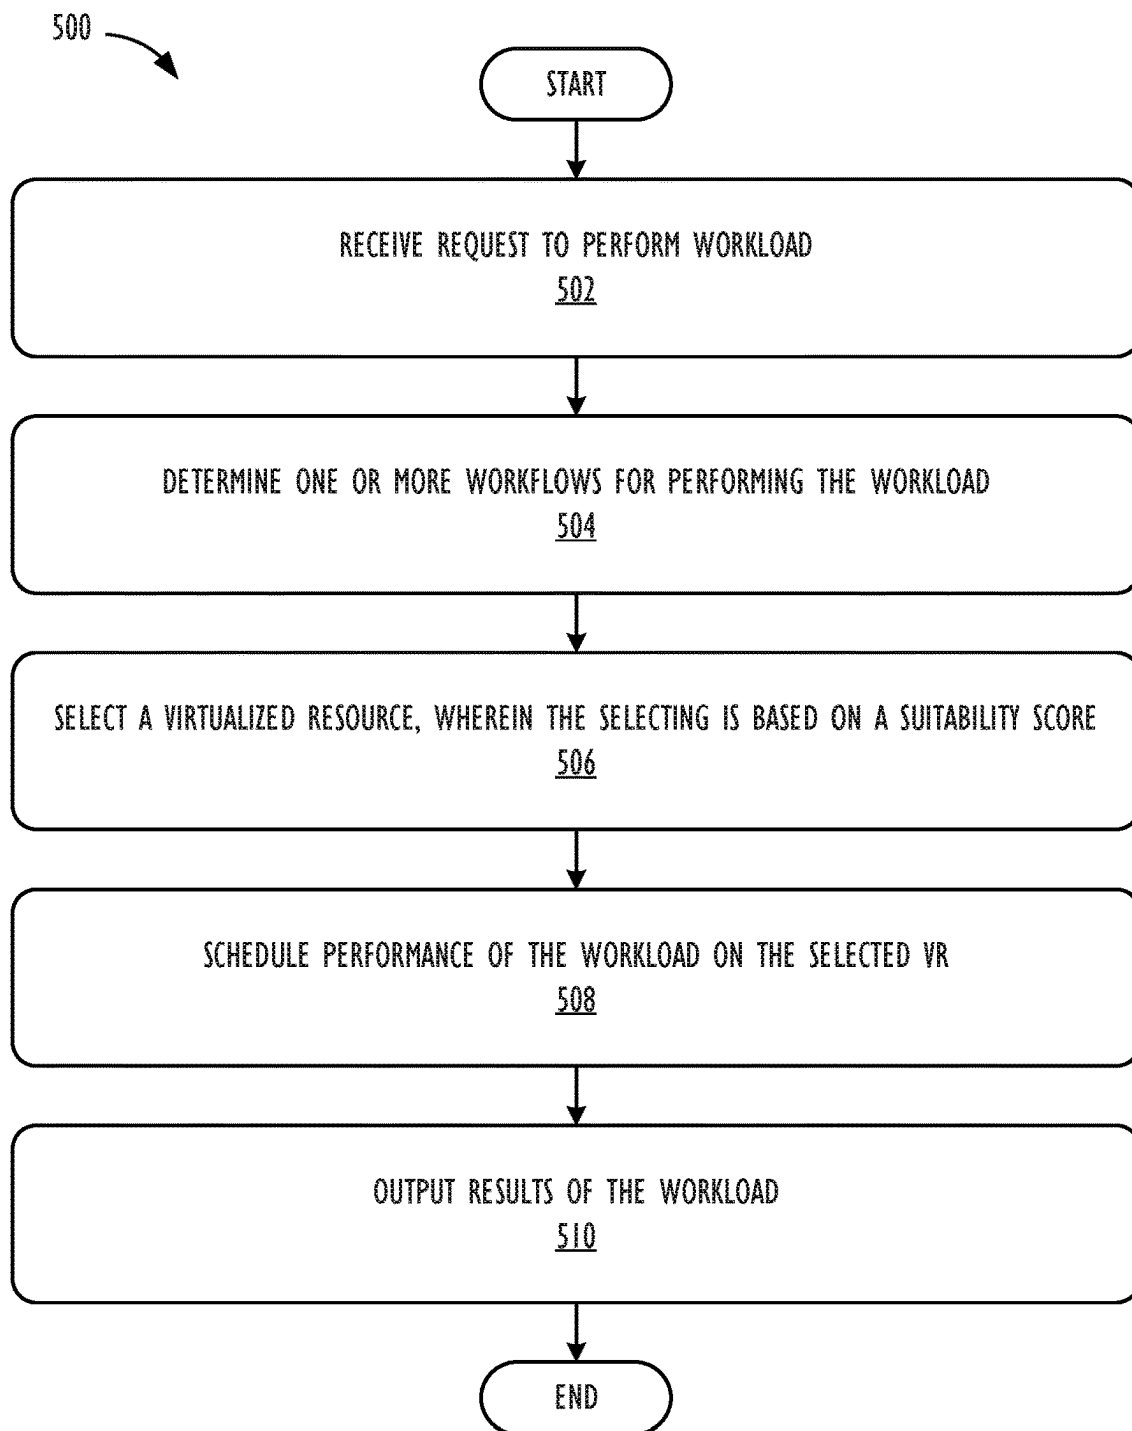 500
START
RECEIVE REQUEST TO PERFORM WORKLOAD
502
DETERMINE ONE OR MORE WORKFLOWS FOR PERFORMING THE WORKLOAD
504
SELECT A VIRTUALIZED RESOURCE, WHEREIN THE SELECTING IS BASED ON A SUITABILITY SCORE
506
SCHEDULE PERFORMANCE OF THE WORKLOAD ON THE SELECTED VR
508
OUTPUT RESULTS OF THE WORKLOAD
510
END